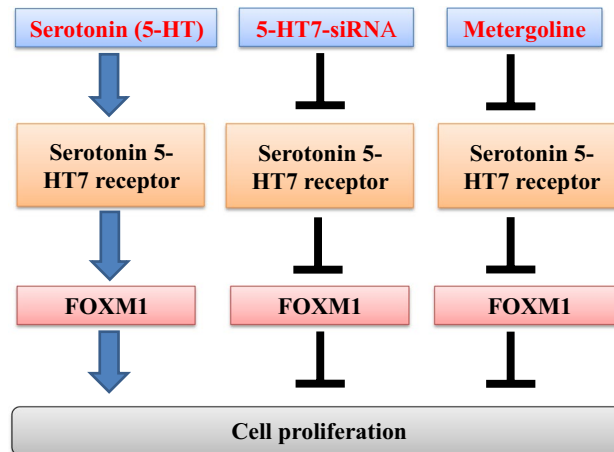 Serotonin (5-HT)
5-HT7-siRNA
Metergoline
Serotonin 5-
HT7 receptor
Serotonin 5-
HT7 receptor
Serotonin 5-
HT7 receptor
FOXM1
FOXM1
FOXM1
Cell proliferation